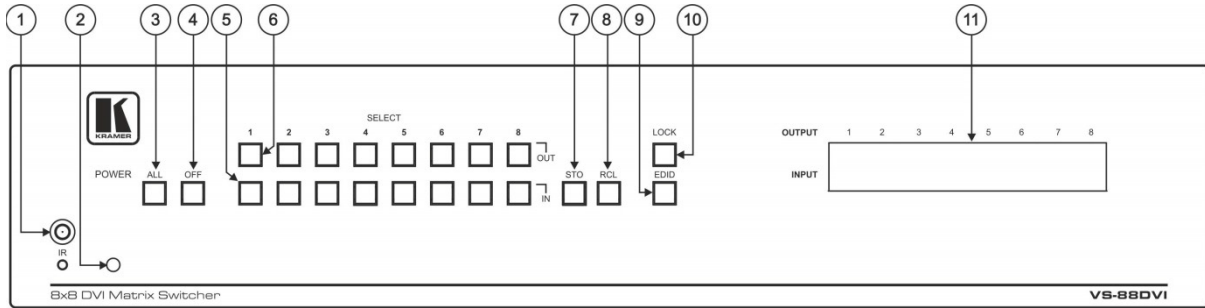 1 2 3 4 5 6 7 8 9 10 11
K
KRAMER
SELECT
1 2 3 4 5 6 7 8
OUT
IN
POWER
ALL OFF
STO RCL
LOCK
EDID
OUTPUT 1 2 3 4 5 6 7 8
INPUT
IR
8x8 DVI Matrix Switcher
VS-88DVI